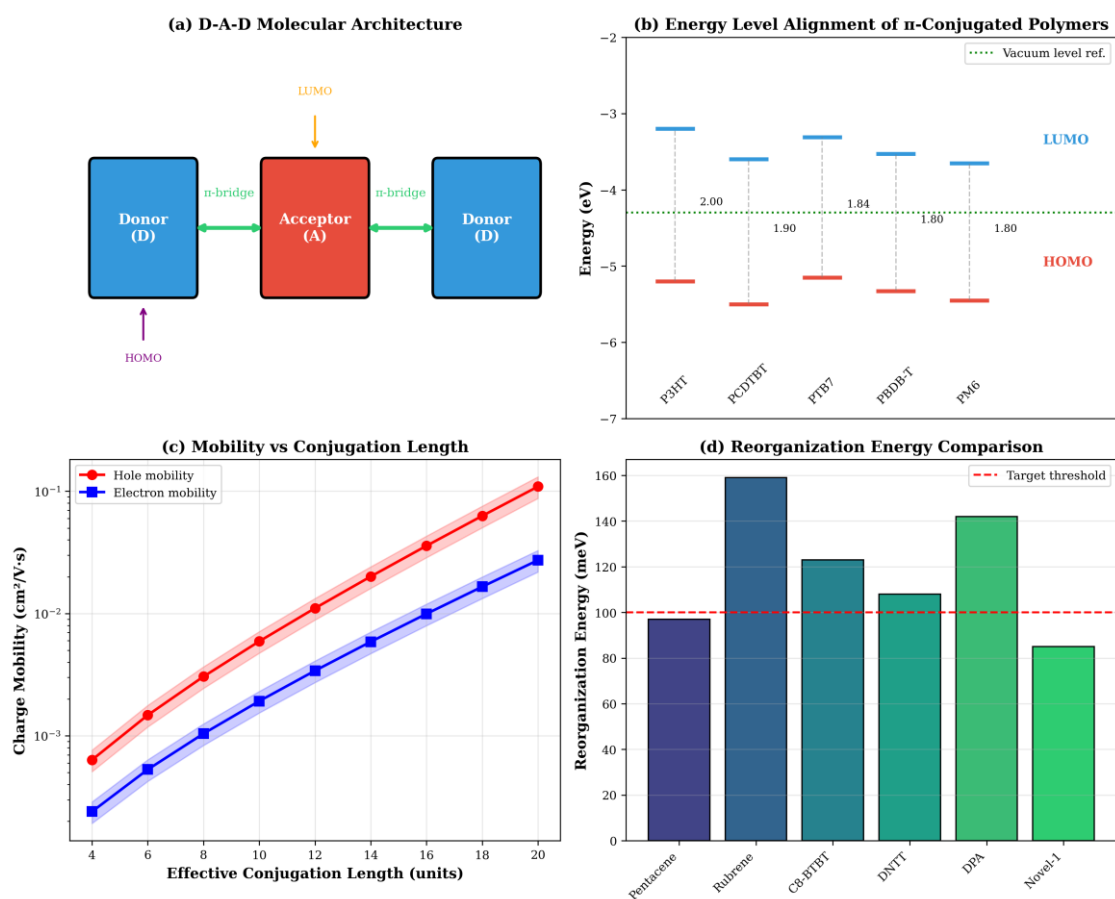 (a) D-A-D Molecular Architecture
LUMO
π-bridge
π-bridge
Donor
(D)
Acceptor
(A)
Donor
(D)
HOMO
(b) Energy Level Alignment of π-Conjugated Polymers
Vacuum level ref.
Energy (eV)
−2
−3
−4
−5
−6
−7
LUMO
HOMO
2.00
1.90
1.84
1.80
1.80
P3HT
PCDTBT
PTB7
PBDB-T
PM6
(c) Mobility vs Conjugation Length
Hole mobility
Electron mobility
Charge Mobility (cm²/V·s)
10⁻¹
10⁻²
10⁻³
4 6 8 10 12 14 16 18 20
Effective Conjugation Length (units)
(d) Reorganization Energy Comparison
Target threshold
Reorganization Energy (meV)
160
140
120
100
80
60
40
20
0
Pentacene
Rubrene
C8-BTBT
DNTT
DPA
Novel-1